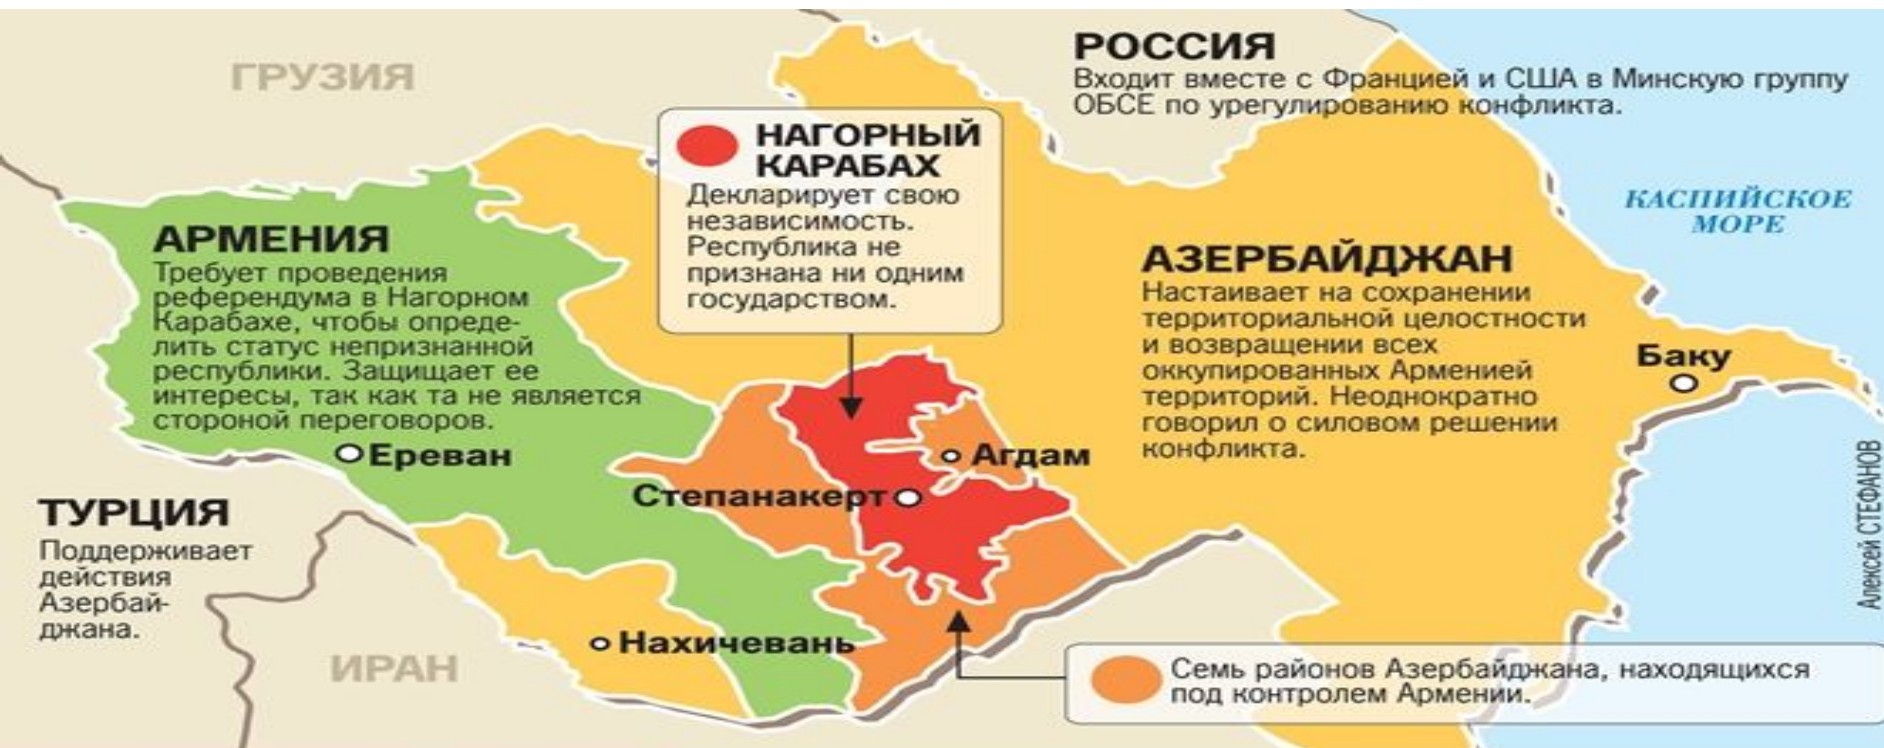 ГРУЗИЯ
РОССИЯ
Входит вместе с Францией и США в Минскую группу
ОБСЕ по урегулированию конфликта.
НАГОРНЫЙ
КАРАБАХ
Декларирует свою
независимость.
Республика не
признана ни одним
государством.
КАСПИЙСКОЕ
МОРЕ
АРМЕНИЯ
Требует проведения
референдума в Нагорном
Карабахе, чтобы опреде-
лить статус непризнанной
республики. Защищает ее
интересы, так как та не является
стороной переговоров.
АЗЕРБАЙДЖАН
Настаивает на сохранении
территориальной целостности
и возвращении всех
оккупированных Арменией
территорий. Неоднократно
говорил о силовом решении
конфликта.
Баку
Ереван
Агдам
Степанакерт
ТУРЦИЯ
Поддерживает
действия
Азербай-
джана.
Нахичевань
ИРАН
Семь районов Азербайджана, находящихся
под контролем Армении.
Алексей СТЕФАНОВ